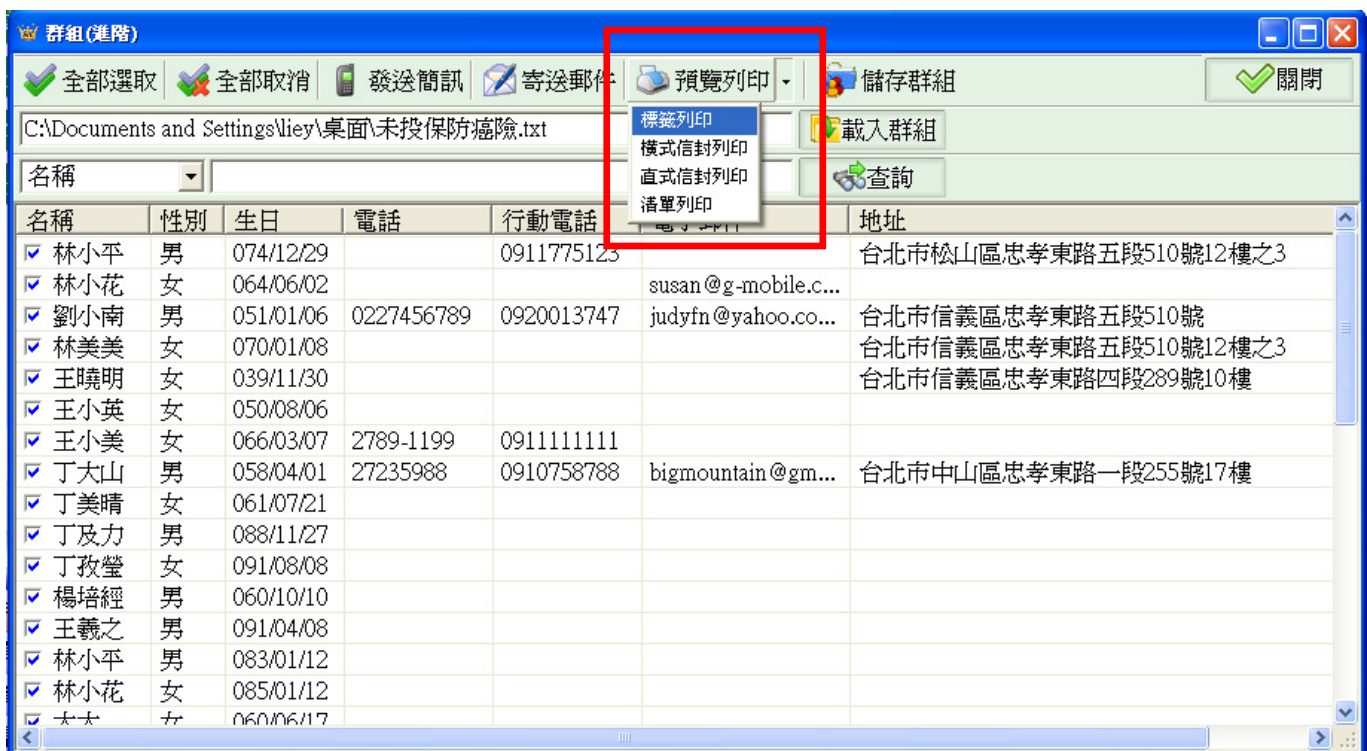 群組(進階)
全部選取 全部取消 發送簡訊 寄送郵件 預覽列印 儲存群組 關閉
C:\Documents and Settings\liey\桌面\未投保防癌險.txt 載入群組
標籤列印
橫式信封列印
直式信封列印
清單列印
名稱 查詢
名稱 性別 生日 電話 行動電話 電子郵件 地址
林小平 男 074/12/29 0911775123 台北市松山區忠孝東路五段510號12樓之3
林小花 女 064/06/02 susan@g-mobile.c...
劉小南 男 051/01/06 0227456789 0920013747 judyfn@yahoo.co... 台北市信義區忠孝東路五段510號
林美美 女 070/01/08 台北市信義區忠孝東路五段510號12樓之3
王曉明 女 039/11/30 台北市信義區忠孝東路四段289號10樓
王小英 女 050/08/06
王小美 女 066/03/07 2789-1199 0911111111
丁大山 男 058/04/01 27235988 0910758788 bigmountain@gm... 台北市中山區忠孝東路一段255號17樓
丁美晴 女 061/07/21
丁及力 男 088/11/27
丁孜瑩 女 091/08/08
楊培經 男 060/10/10
王羲之 男 091/04/08
林小平 男 083/01/12
林小花 女 085/01/12
女 060/06/17